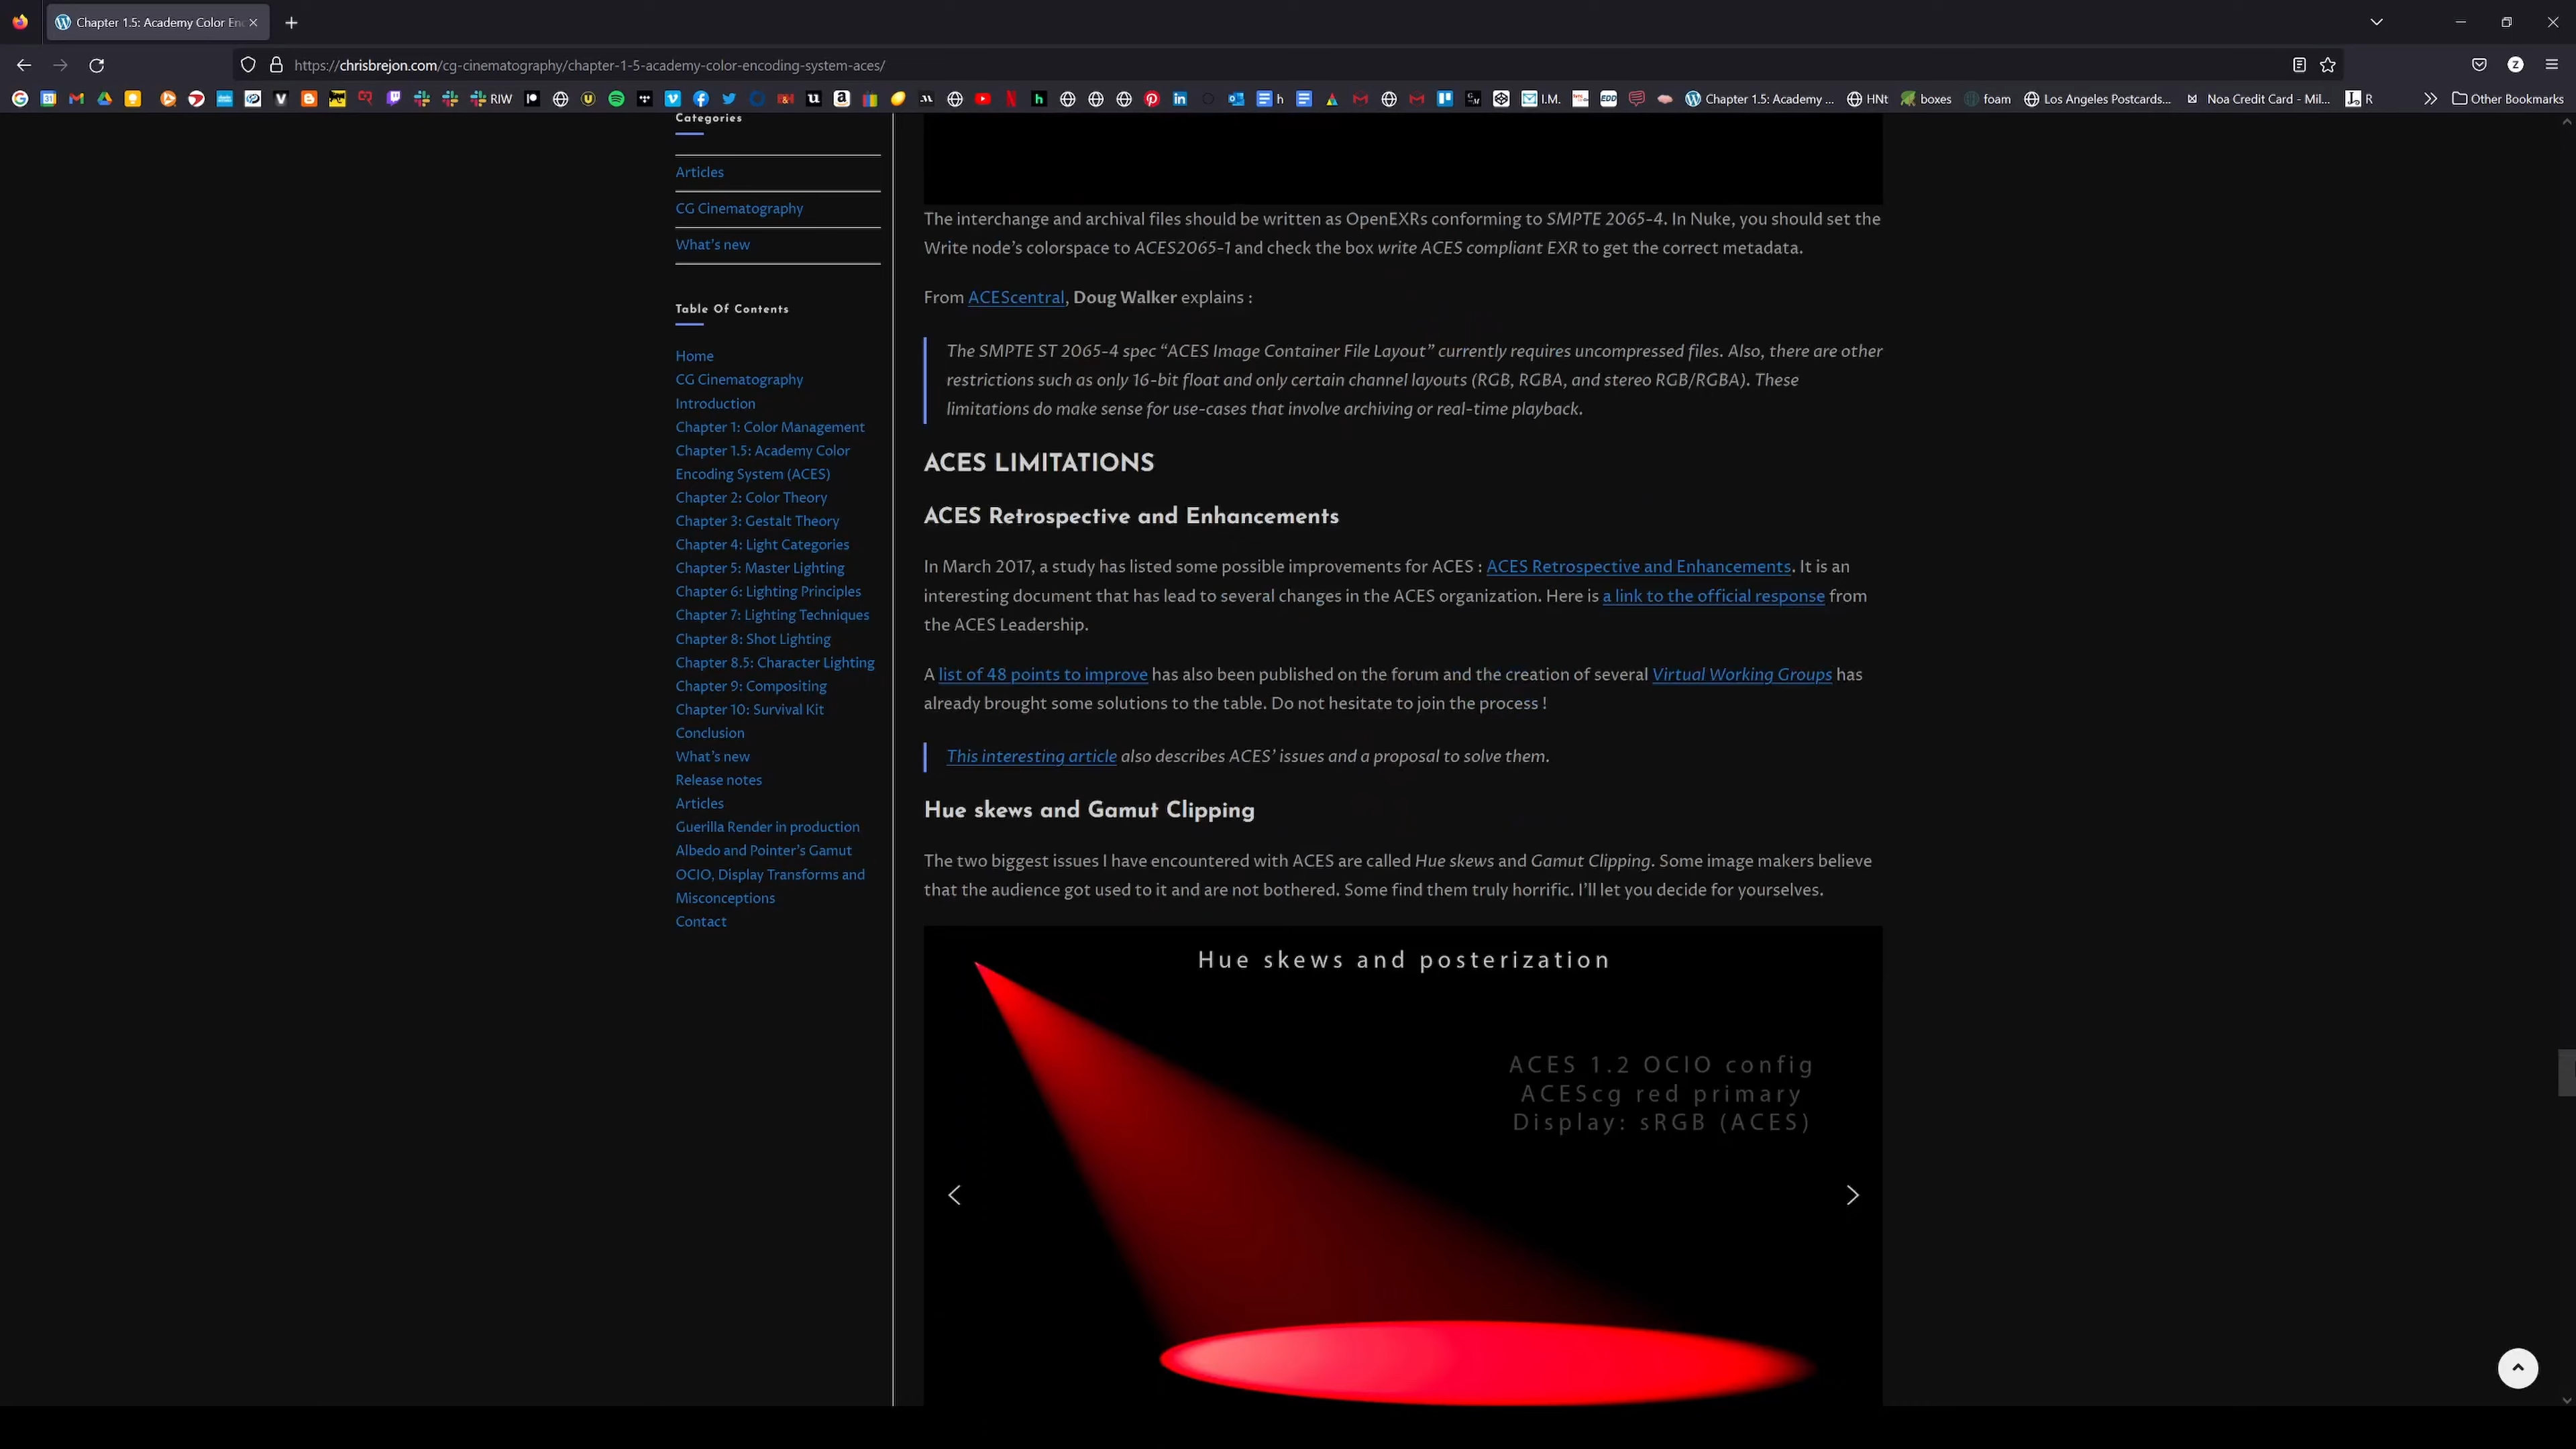 Chapter 1.5: Academy Color En
https://chrisbrejon.com/cg-cinematography/chapter-1-5-academy-color-encoding-system-aces/
RIW
h
I.M.
Chapter 1.5: Academy ...
HNt
boxes
foam
Los Angeles Postcards...
Noa Credit Card - Mil...
R
Other Bookmarks
Categories
Articles
CG Cinematography
What's new
Table Of Contents
Home
CG Cinematography
Introduction
Chapter 1: Color Management
Chapter 1.5: Academy Color
Encoding System (ACES)
Chapter 2: Color Theory
Chapter 3: Gestalt Theory
Chapter 4: Light Categories
Chapter 5: Master Lighting
Chapter 6: Lighting Principles
Chapter 7: Lighting Techniques
Chapter 8: Shot Lighting
Chapter 8.5: Character Lighting
Chapter 9: Compositing
Chapter 10: Survival Kit
Conclusion
What's new
Release notes
Articles
Guerilla Render in production
Albedo and Pointer's Gamut
OCIO, Display Transforms and
Misconceptions
Contact
The interchange and archival files should be written as OpenEXRs conforming to SMPTE 2065-4. In Nuke, you should set the
Write node's colorspace to ACES2065-1 and check the box write ACES compliant EXR to get the correct metadata.
From ACEScentral, Doug Walker explains :
The SMPTE ST 2065-4 spec “ACES Image Container File Layout” currently requires uncompressed files. Also, there are other
restrictions such as only 16-bit float and only certain channel layouts (RGB, RGBA, and stereo RGB/RGBA). These
limitations do make sense for use-cases that involve archiving or real-time playback.
ACES LIMITATIONS
ACES Retrospective and Enhancements
In March 2017, a study has listed some possible improvements for ACES : ACES Retrospective and Enhancements. It is an
interesting document that has lead to several changes in the ACES organization. Here is a link to the official response from
the ACES Leadership.
A list of 48 points to improve has also been published on the forum and the creation of several Virtual Working Groups has
already brought some solutions to the table. Do not hesitate to join the process !
This interesting article also describes ACES' issues and a proposal to solve them.
Hue skews and Gamut Clipping
The two biggest issues I have encountered with ACES are called Hue skews and Gamut Clipping. Some image makers believe
that the audience got used to it and are not bothered. Some find them truly horrific. I'll let you decide for yourselves.
Hue skews and posterization
ACES 1.2 OCIO config
ACEScg red primary
Display: sRGB (ACES)